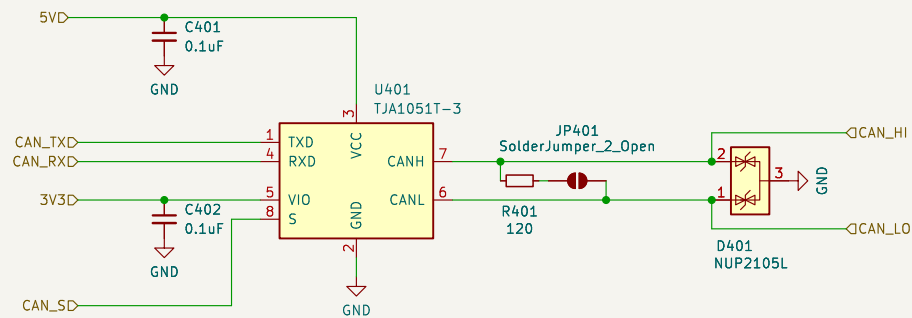 5V
C401
0.1uF
GND
U401
TJA1051T-3
3
VCC
CAN_TX
1
TXD
CAN_RX
4
RXD
CANH
7
JP401
SolderJumper_2_Open
CAN_HI
2
3
GND
3V3
5
VIO
8
S
CANL
6
1
C402
0.1uF
GND
R401
120
CAN_LO
D401
NUP2105L
GND
2
CAN_S
GND